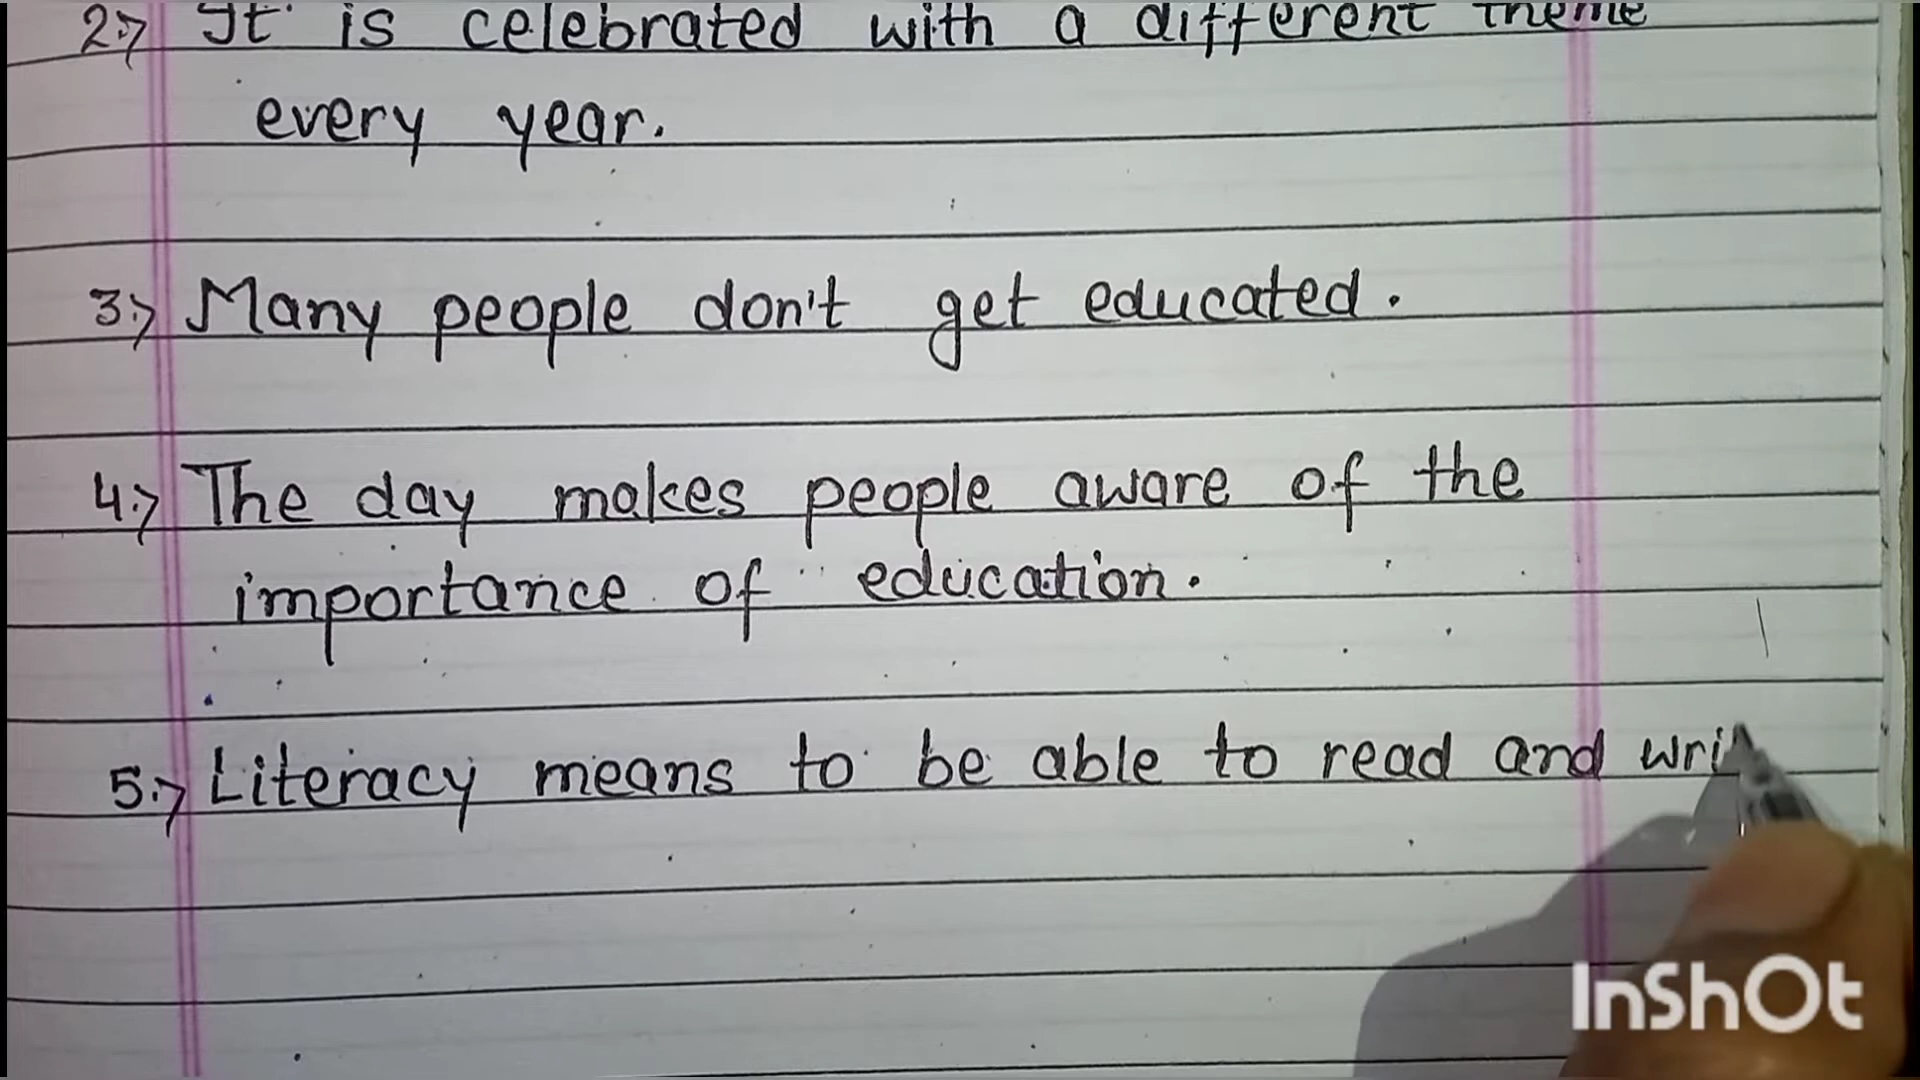 2.> It is celebrated with a different theme
every year.
3.> Many people don't get educated.
4.> The day makes people aware of the
importance of education.
5.> Literacy means to be able to read and wri
InShOt